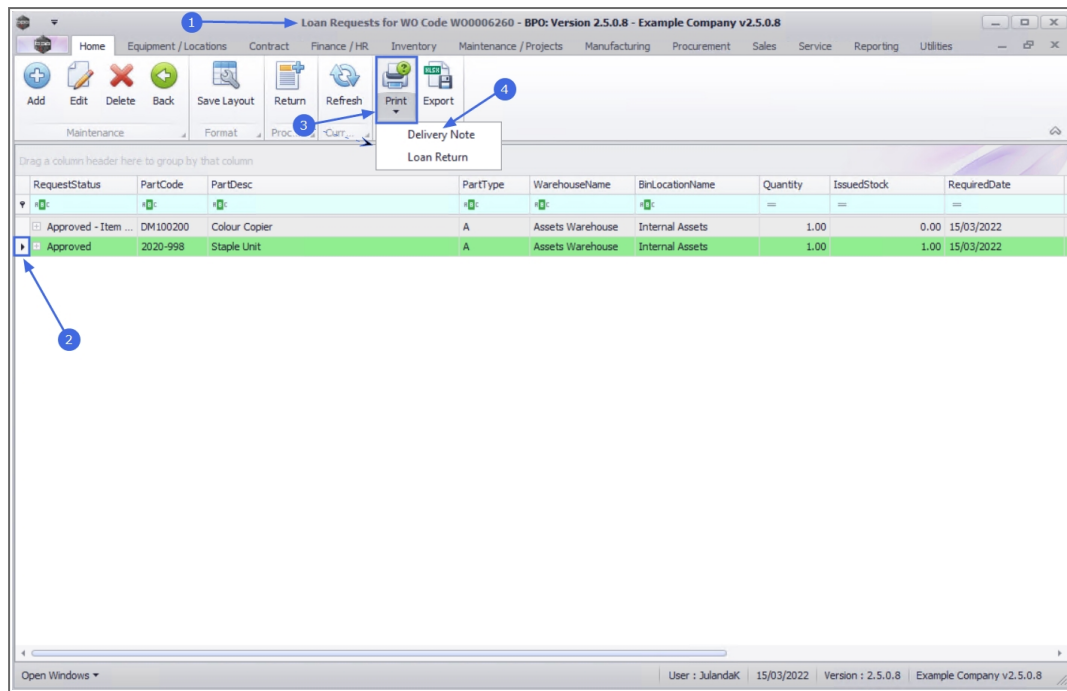 1 Loan Requests for WO Code WO0006260 - BPO: Version 2.5.0.8 - Example Company v2.5.0.8
Home Equipment / Locations Contract Finance / HR Inventory Maintenance / Projects Manufacturing Procurement Sales Service Reporting Utilities
Add Edit Delete Back Save Layout Return Refresh Print Export
4
3
Maintenance Format Proc... Curr...
Delivery Note
Loan Return
Drag a column header here to group by that column
RequestStatus PartCode PartDesc PartType WarehouseName BinLocationName Quantity IssuedStock RequiredDate
= = =
Approved - Item ... DM100200 Colour Copier A Assets Warehouse Internal Assets 1.00 0.00 15/03/2022
Approved 2020-998 Staple Unit A Assets Warehouse Internal Assets 1.00 1.00 15/03/2022
2
Open Windows User : JulandaK 15/03/2022 Version : 2.5.0.8 Example Company v2.5.0.8